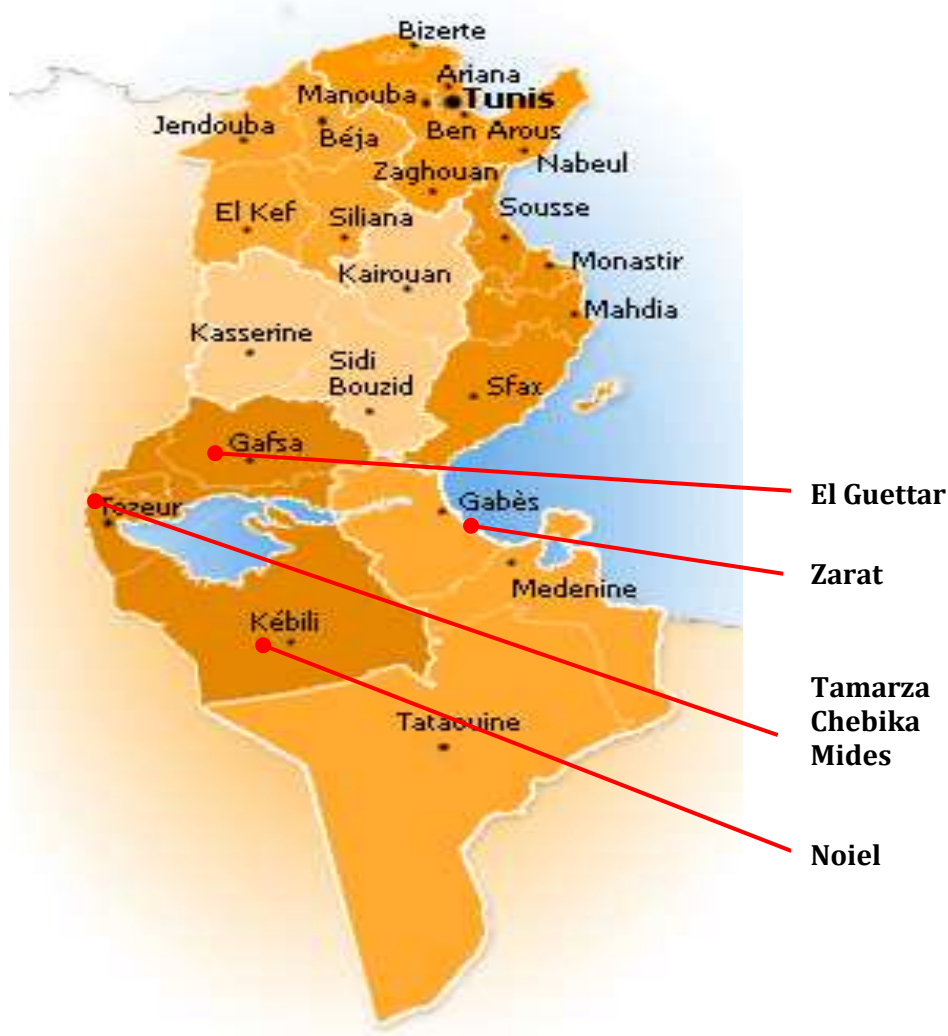 Bizerte
Ariana
Manouba
Tunis
Jendouba
Béja
Ben Arous
Nabeul
Zaghouan
El Kef
Siliana
Sousse
Kairouan
Monastir
Mahdia
Kasserine
Sidi
Bouzid
Sfax
Gafsa
El Guettar
Tozeur
Gabès
Zarat
Medenine
Kébili
Tamarza
Chebika
Mides
Tataouine
Noiel